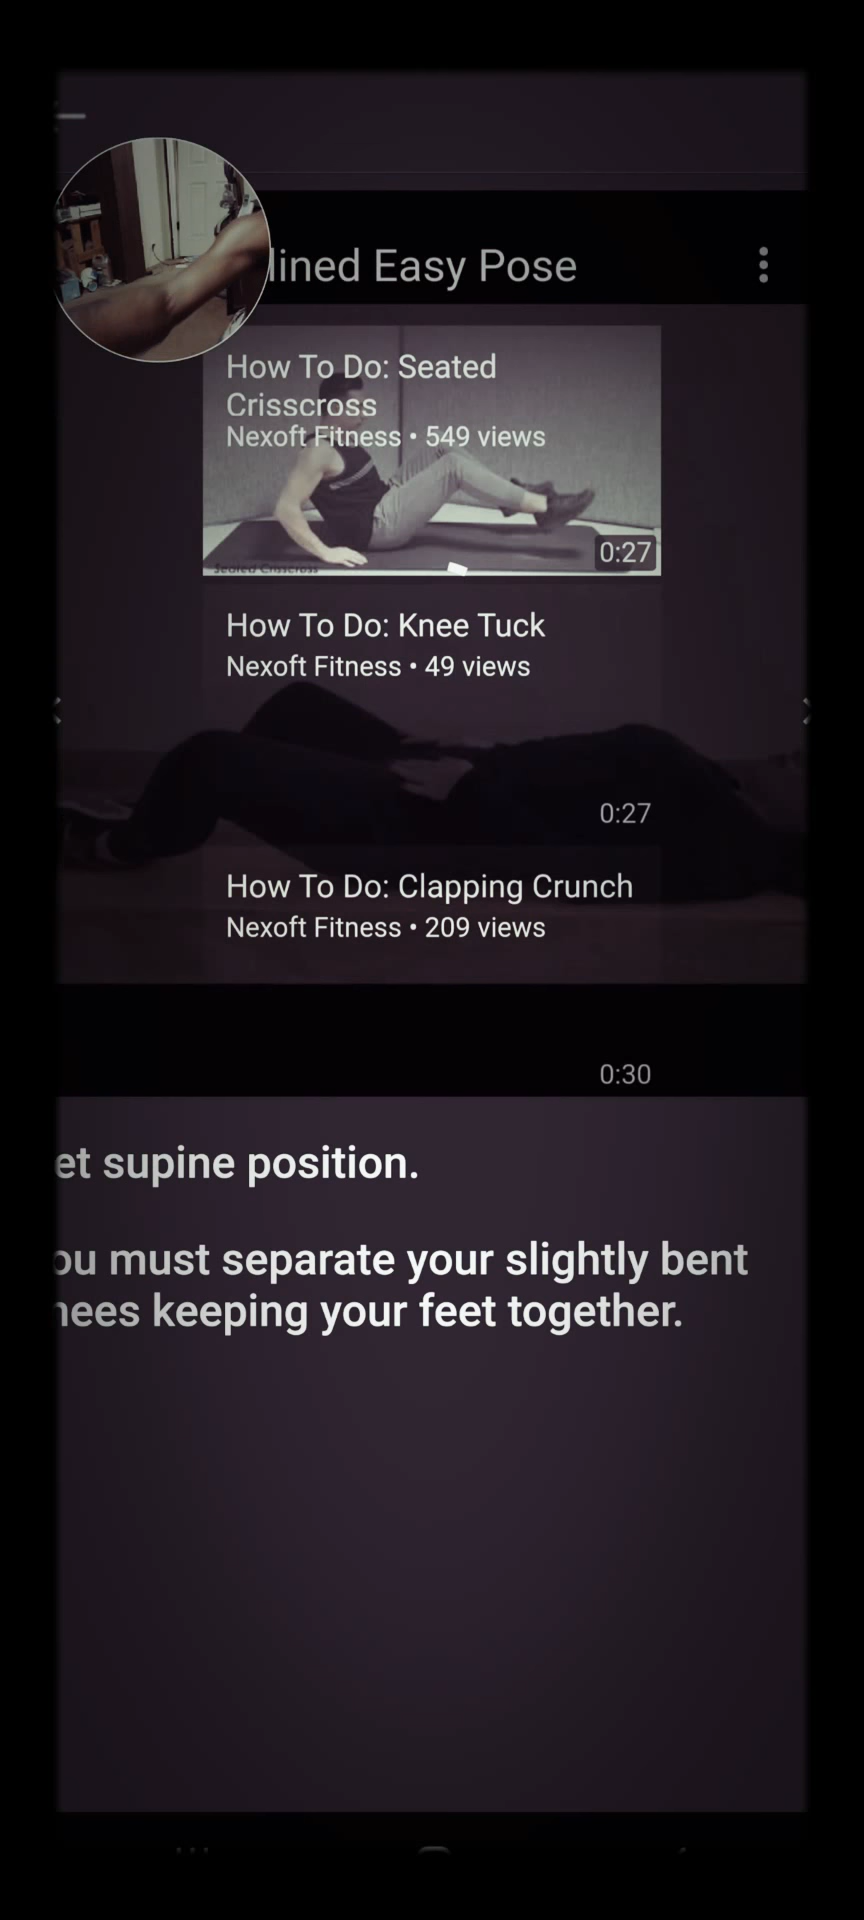 lined Easy Pose
How To Do: Seated
Crisscross
Nexoft Fitness • 549 views
Seated Crisscross
0:27
How To Do: Knee Tuck
Nexoft Fitness • 49 views
0:27
How To Do: Clapping Crunch
Nexoft Fitness • 209 views
0:30
et supine position.
ou must separate your slightly bent
nees keeping your feet together.